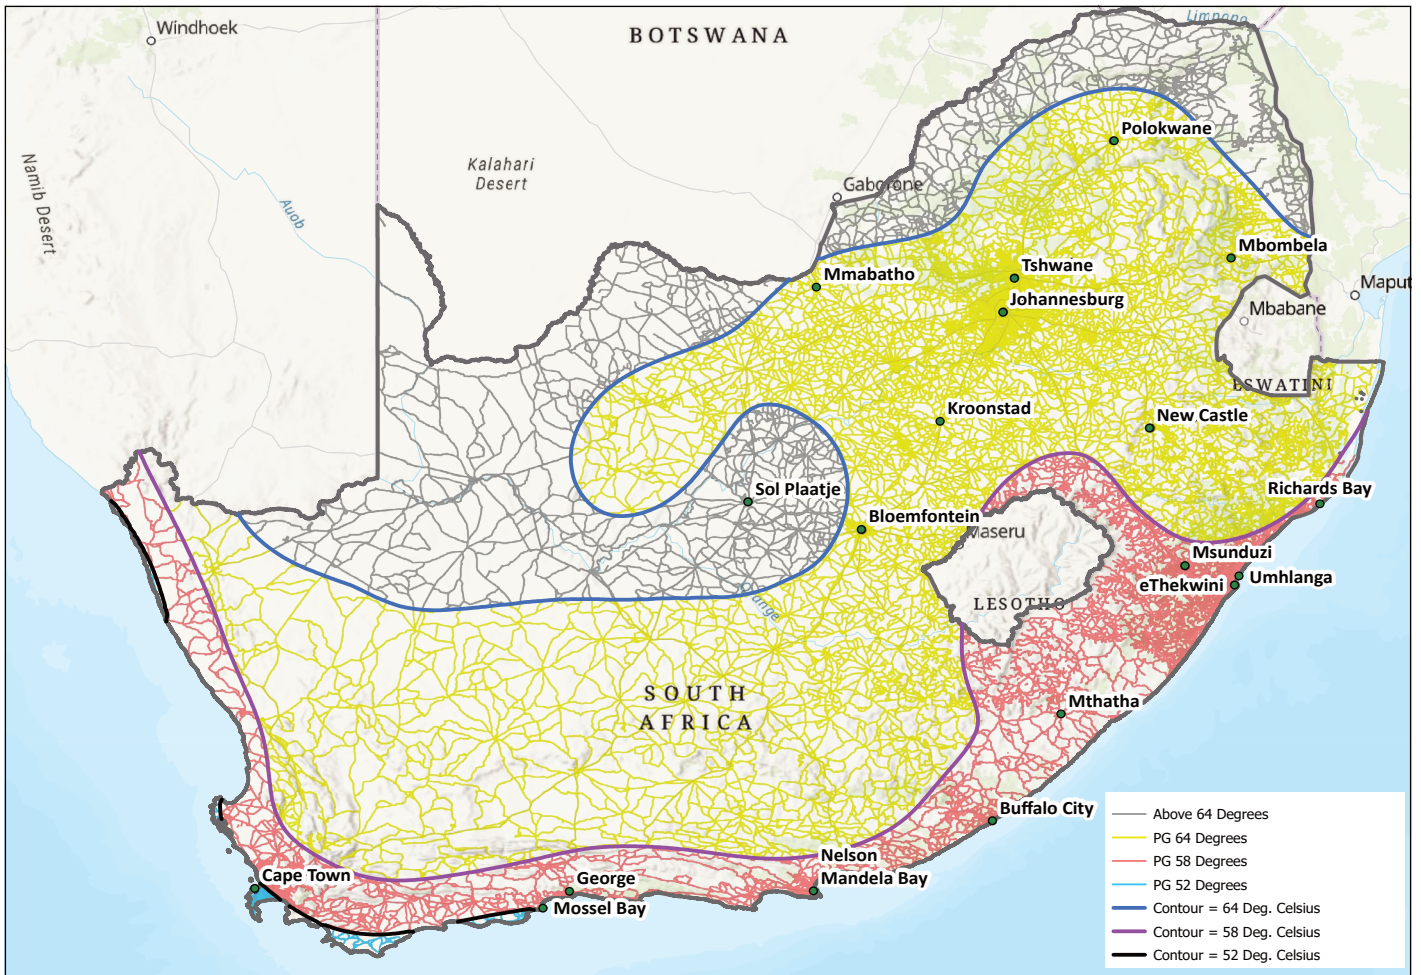 Windhoek
BOTSWANA
Limpopo
Polokwane
Kalahari
Desert
Namib Desert
Auob
Gaborone
Mbombela
Tshwane
Mmabatho
Maput
Johannesburg
Mbabane
ESWATINI
Kroonstad
New Castle
Sol Plaatje
Richards Bay
Bloemfontein
Maseru
Msunduzi
Umhlanga
eThekwini
Orange
LESOTHO
SOUTH
AFRICA
Mthatha
Buffalo City
Nelson
Mandela Bay
Cape Town
George
Mossel Bay
Above 64 Degrees
PG 64 Degrees
PG 58 Degrees
PG 52 Degrees
Contour = 64 Deg. Celsius
Contour = 58 Deg. Celsius
Contour = 52 Deg. Celsius